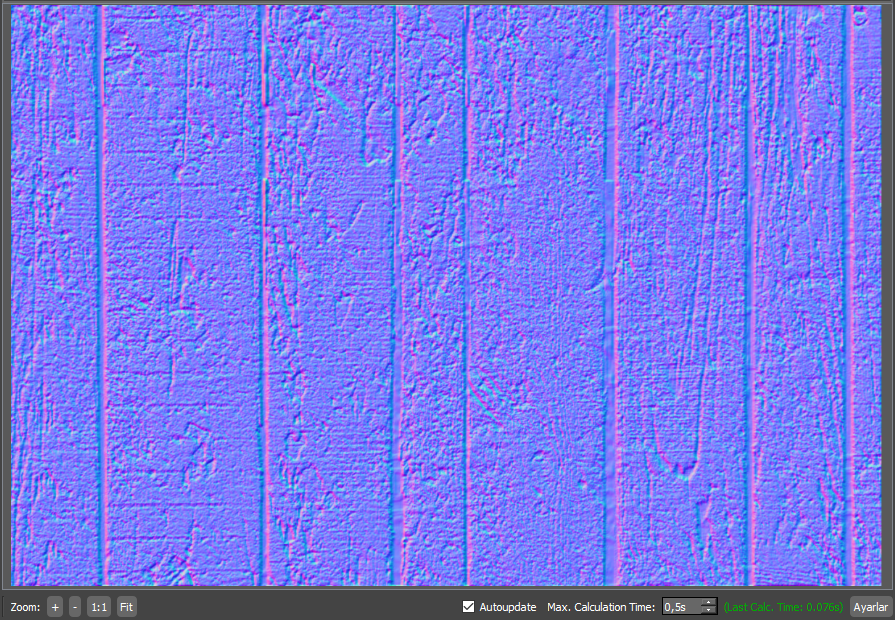 Zoom: + - 1:1 Fit Autoupdate Max. Calculation Time: 0,5s (Last Calc. Time: 0.076s) Ayarlar